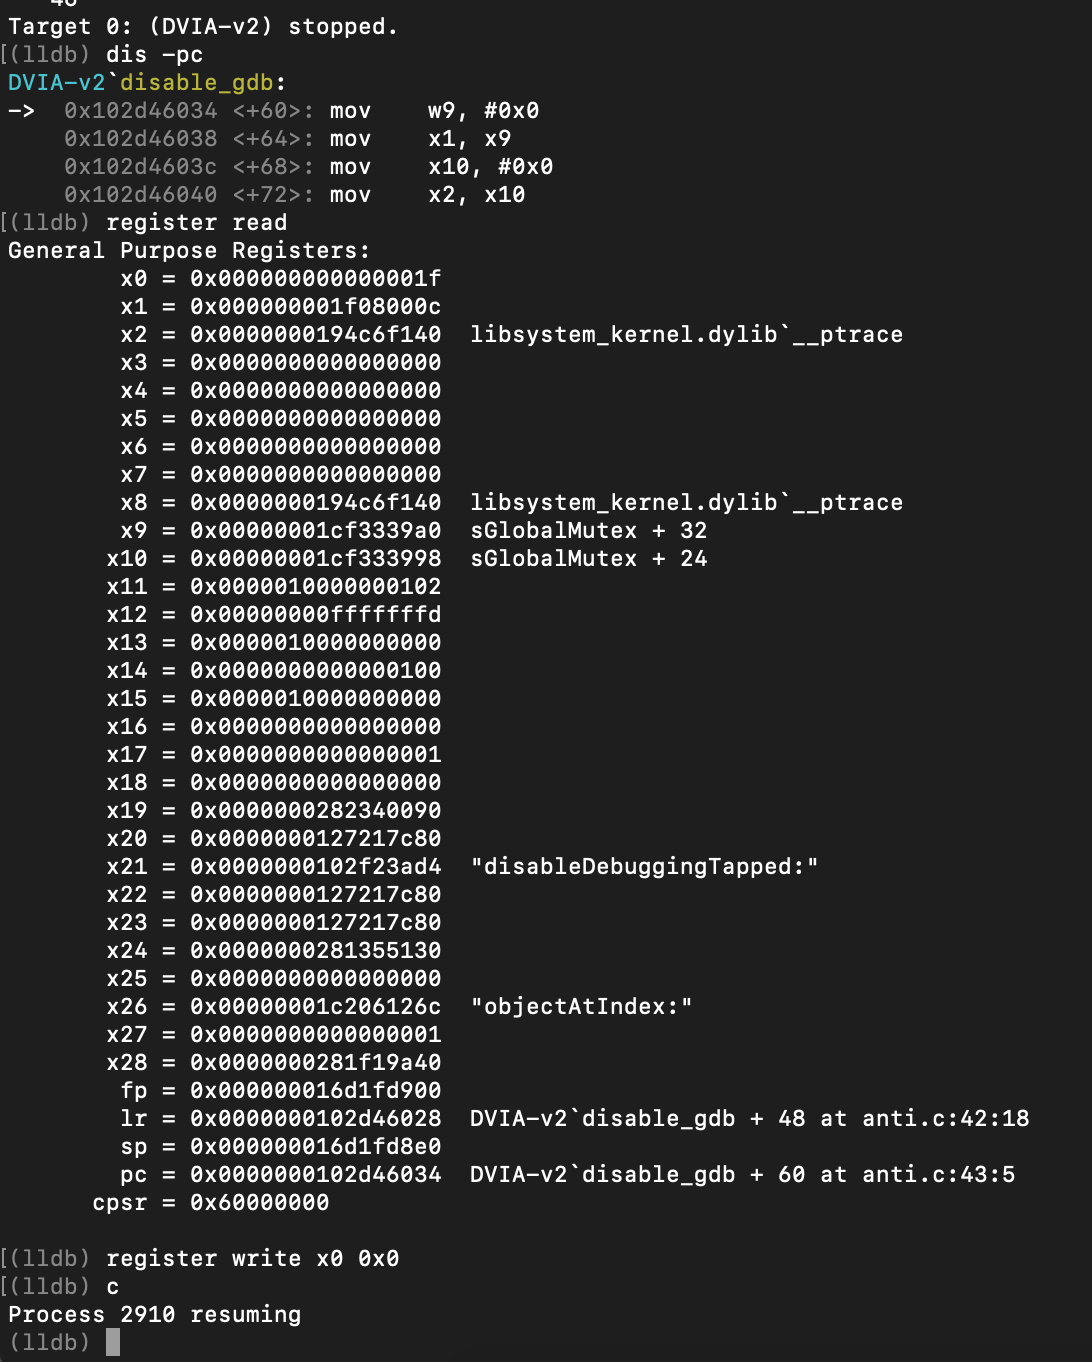 Target 0: (DVIA-v2) stopped.
[(lldb) dis -pc
DVIA-v2`disable_gdb:
->  0x102d46034 <+60>: mov    w9, #0x0
    0x102d46038 <+64>: mov    x1, x9
    0x102d4603c <+68>: mov    x10, #0x0
    0x102d46040 <+72>: mov    x2, x10
[(lldb) register read
General Purpose Registers:
        x0 = 0x000000000000001f
        x1 = 0x000000001f08000c
        x2 = 0x0000000194c6f140  libsystem_kernel.dylib`__ptrace
        x3 = 0x0000000000000000
        x4 = 0x0000000000000000
        x5 = 0x0000000000000000
        x6 = 0x0000000000000000
        x7 = 0x0000000000000000
        x8 = 0x0000000194c6f140  libsystem_kernel.dylib`__ptrace
        x9 = 0x00000001cf3339a0  sGlobalMutex + 32
       x10 = 0x00000001cf333998  sGlobalMutex + 24
       x11 = 0x0000010000000102
       x12 = 0x00000000fffffffd
       x13 = 0x0000010000000000
       x14 = 0x0000000000000100
       x15 = 0x0000010000000000
       x16 = 0x0000000000000000
       x17 = 0x0000000000000001
       x18 = 0x0000000000000000
       x19 = 0x0000000282340090
       x20 = 0x0000000127217c80
       x21 = 0x0000000102f23ad4  "disableDebuggingTapped:"
       x22 = 0x0000000127217c80
       x23 = 0x0000000127217c80
       x24 = 0x0000000281355130
       x25 = 0x0000000000000000
       x26 = 0x00000001c206126c  "objectAtIndex:"
       x27 = 0x0000000000000001
       x28 = 0x0000000281f19a40
        fp = 0x000000016d1fd900
        lr = 0x0000000102d46028  DVIA-v2`disable_gdb + 48 at anti.c:42:18
        sp = 0x000000016d1fd8e0
        pc = 0x0000000102d46034  DVIA-v2`disable_gdb + 60 at anti.c:43:5
      cpsr = 0x60000000
[(lldb) register write x0 0x0
[(lldb) c
Process 2910 resuming
(lldb)